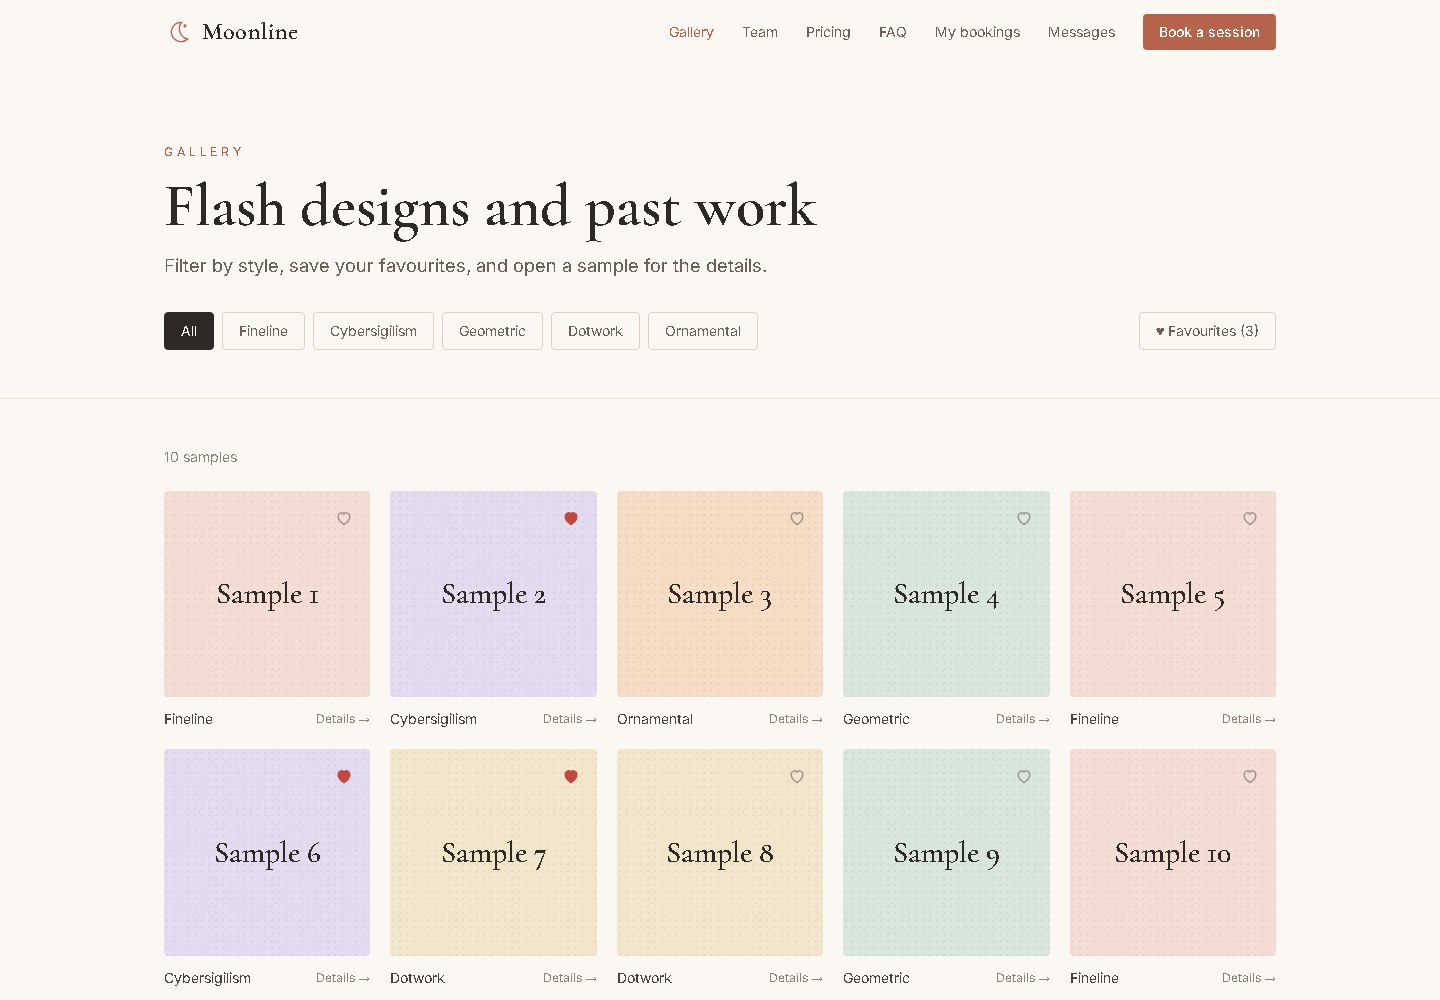 Moonline
Gallery Team Pricing FAQ My bookings Messages Book a session
GALLERY
Flash designs and past work
Filter by style, save your favourites, and open a sample for the details.
All Fineline Cybersigilism Geometric Dotwork Ornamental ♥ Favourites (3)
10 samples
Sample 1 Sample 2 Sample 3 Sample 4 Sample 5
Fineline Details → Cybersigilism Details → Ornamental Details → Geometric Details → Fineline Details →
Sample 6 Sample 7 Sample 8 Sample 9 Sample 10
Cybersigilism Details → Dotwork Details → Dotwork Details → Geometric Details → Fineline Details →